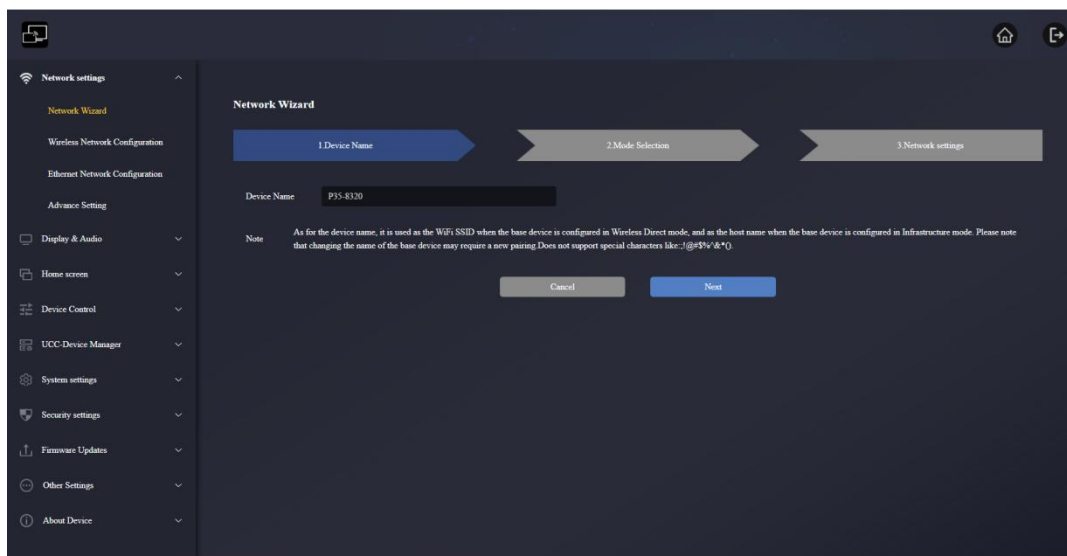 Network settings
Network Wizard
Wireless Network Configuration
Ethernet Network Configuration
Advance Setting
Display & Audio
Home screen
Device Control
UCC-Device Manager
System settings
Security settings
Firmware Updates
Other Settings
About Device
Network Wizard
1.Device Name
2.Mode Selection
3.Network settings
Device Name
P35-8320
Note
As for the device name, it is used as the WiFi SSID when the base device is configured in Wireless Direct mode, and as the host name when the base device is configured in Infrastructure mode. Please note
that changing the name of the base device may require a new pairing.Does not support special characters like:;!@#$%^&*().
Cancel
Next